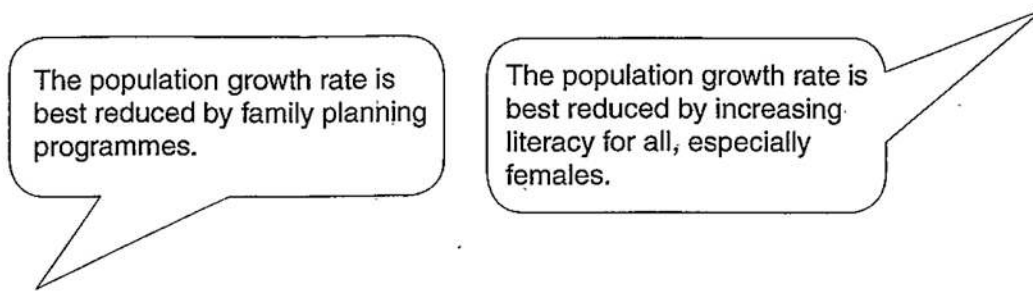 The population growth rate is
best reduced by family planning
programmes.
The population growth rate is
best reduced by increasing
literacy for all, especially
females.